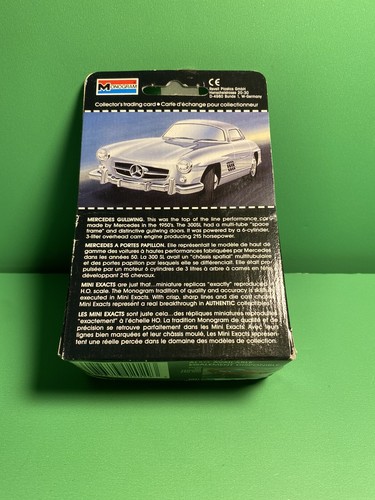 MONOGRAM
CE
Revell Plastics GmbH
Henschelstrasse 20-30
D-4980 Bünde 1, W-Germany
Collector's trading card • Carte d'échange pour collectionneur
MERCEDES GULLWING. This was the top of the line performance car
made by Mercedes in the 1950's. The 300SL had a multi-tube "space
frame" and distinctive gullwing doors. It was powered by a 6-cylinder,
3-liter overhead cam engine producing 215 horsepower.
MERCEDES A PORTES PAPILLON. Elle représentait le modèle de haut de
gamme des voitures à hautes performances fabriquées par Mercedes
dans les années 50. La 300 SL avait un "châssis spatial" multitubulaire
et des portes papillon par lesquels elle se différenciait. Elle était pro-
pulsée par un moteur 6 cylindres de 3 litres à arbre à cames en tête
développant 215 chevaux.
MINI EXACTS are just that...miniature replicas "exactly" reproduced in
H.O. scale. The Monogram tradition of quality and accuracy is skillfully
executed in Mini Exacts. With crisp, sharp lines and die cast chassis,
Mini Exacts represent a real breakthrough in AUTHENTIC collectibles!
LES MINI EXACTS sont juste cela...des répliques miniatures reproduites
"exactement" à l'échelle HO. La tradition Monogram de qualité et de
précision se retrouve parfaitement dans les Mini Exacts. Avec leurs
lignes bien marquées et leur châssis moulé, Les Mini Exacts représen-
tent une réelle percée dans le domaine des modèles de collection.